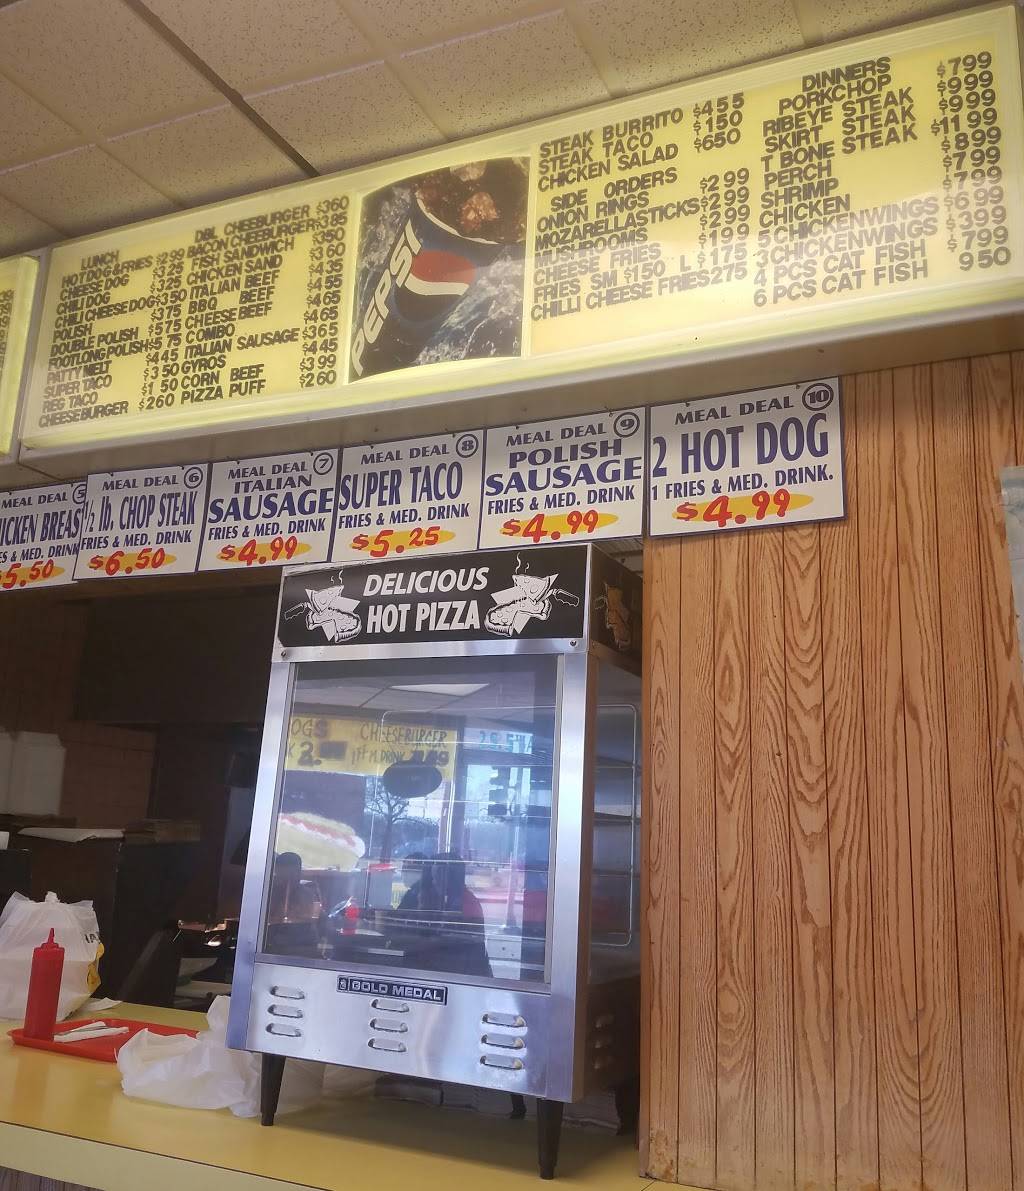 LUNCH
HOT DOG & FRIES $2 99
CHEESE DOG $3 25
CHILI DOG $3 25
CHILI CHEESE DOG $3 50
POLISH $3 75
DOUBLE POLISH $5 75
FOOTLONG POLISH $5 75
PATTY MELT $4 45
SUPER TACO $3 50
REG TACO $1 50
CHEESEBURGER $2 60
DBL CHEEBURGER $3 60
BACON CHEEBURGER $3 85
FISH SANDWICH $3 50
CHICKEN SAND $3 60
ITALIAN BEEF $4 35
BBQ BEEF $4 55
CHEESE BEEF $4 65
COMBO $4 65
ITALIAN SAUSAGE $3 65
GYROS $4 45
CORN BEEF $3 99
PIZZA PUFF $2 60
PEPSI
STEAK BURRITO $4 55
STEAK TACO $1 50
CHICKEN SALAD $6 50
SIDE ORDERS
ONION RINGS $2 99
MOZARELLASTICKS $2 99
MUSHROOMS $2 99
CHEESE FRIES $1 99
FRIES SM $1 50 L $1 75
CHILLI CHEESE FRIES 2 75
DINNERS
PORKCHOP $7 99
RIBEYE STEAK $9 99
SKIRT STEAK $9 99
T BONE STEAK $11 99
PERCH $8 99
SHRIMP $7 99
CHICKEN $7 99
5 CHICKENWINGS $6 99
3 CHICKENWINGS $3 99
4 PCS CAT FISH $7 99
6 PCS CAT FISH 9 50
MEAL DEAL 5
ICKEN BREAS
ES & MED. DRINK
5.50
MEAL DEAL 6
1/2 lb. CHOP STEAK
FRIES & MED. DRINK
$6.50
MEAL DEAL 7
ITALIAN
SAUSAGE
FRIES & MED. DRINK
$4.99
MEAL DEAL 8
SUPER TACO
FRIES & MED. DRINK
$5.25
MEAL DEAL 9
POLISH
SAUSAGE
FRIES & MED. DRINK
$4.99
MEAL DEAL 10
2 HOT DOG
1 FRIES & MED. DRINK.
$4.99
DELICIOUS
HOT PIZZA
OGS
2.
CHEESEBURGER
GOLD MEDAL